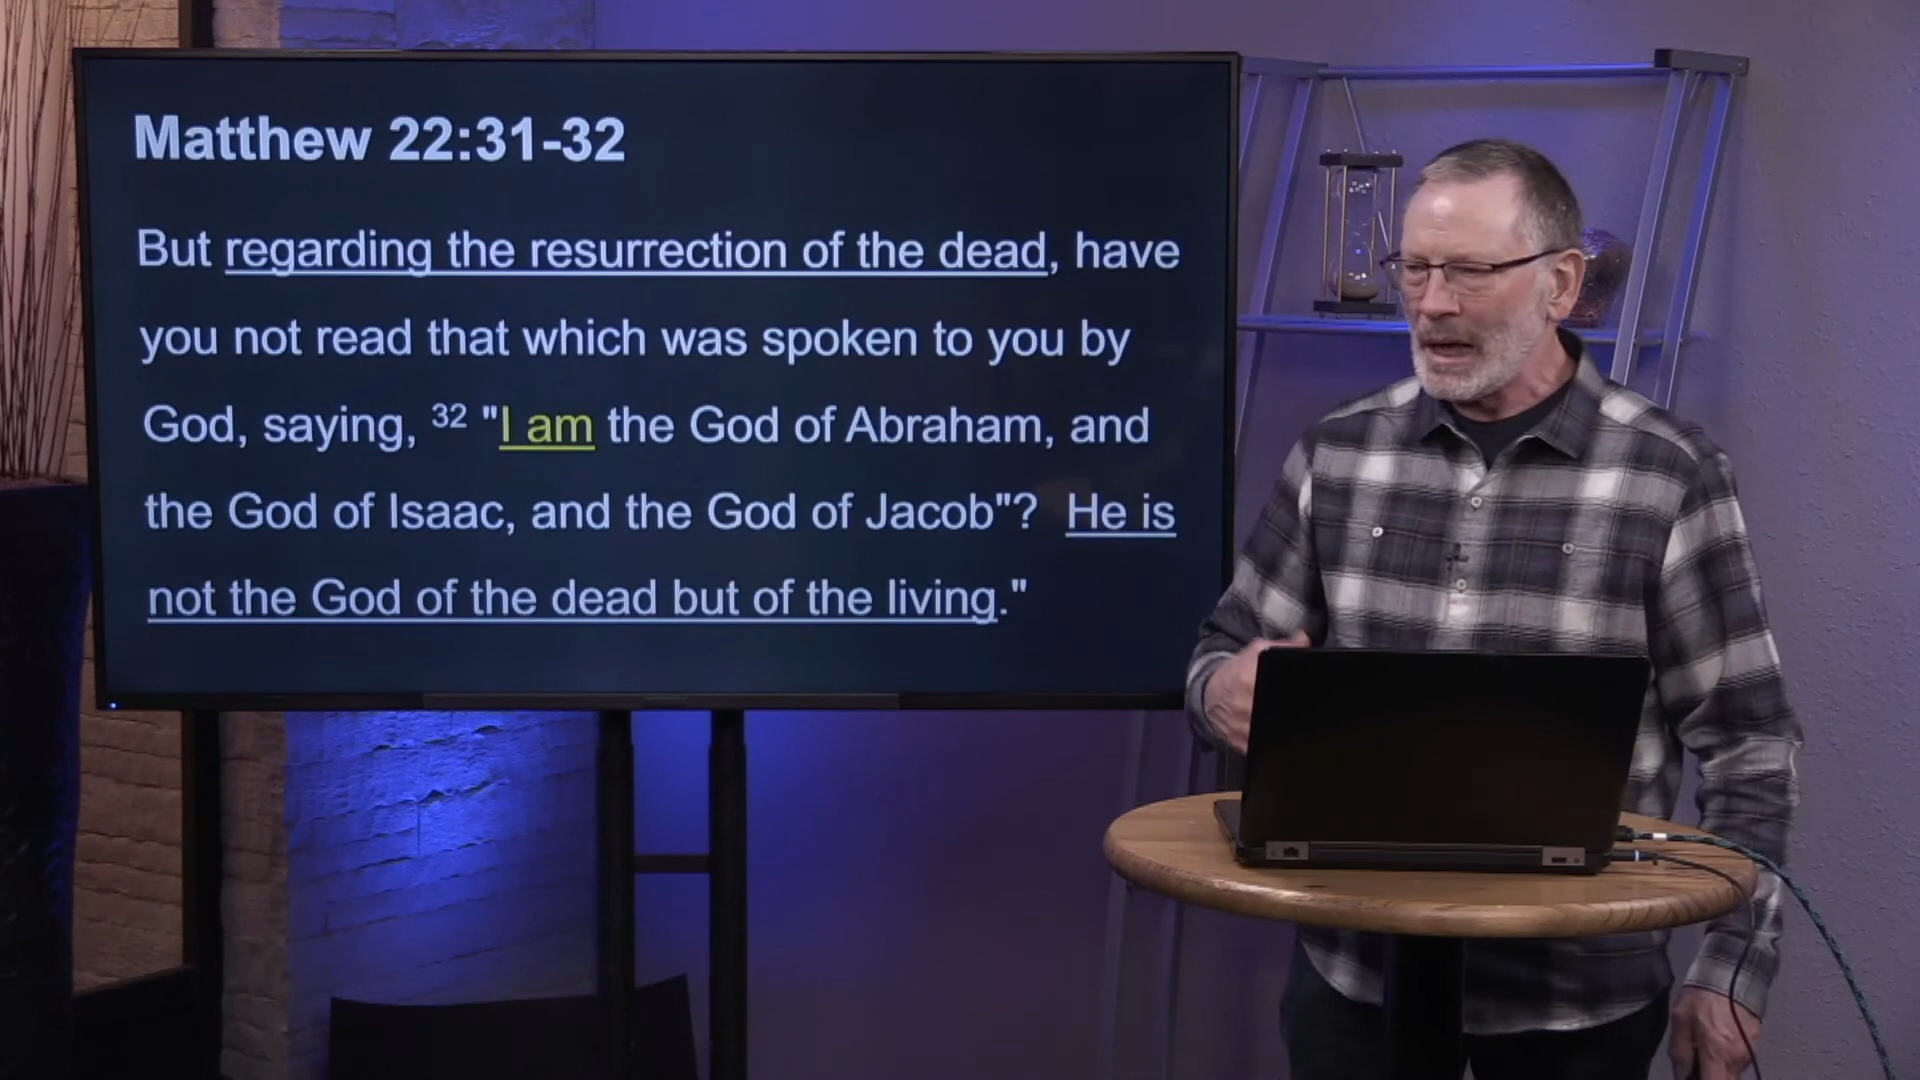 Matthew 22:31-32
But regarding the resurrection of the dead, have
you not read that which was spoken to you by
God, saying, 32 "I am the God of Abraham, and
the God of Isaac, and the God of Jacob"? He is
not the God of the dead but of the living."